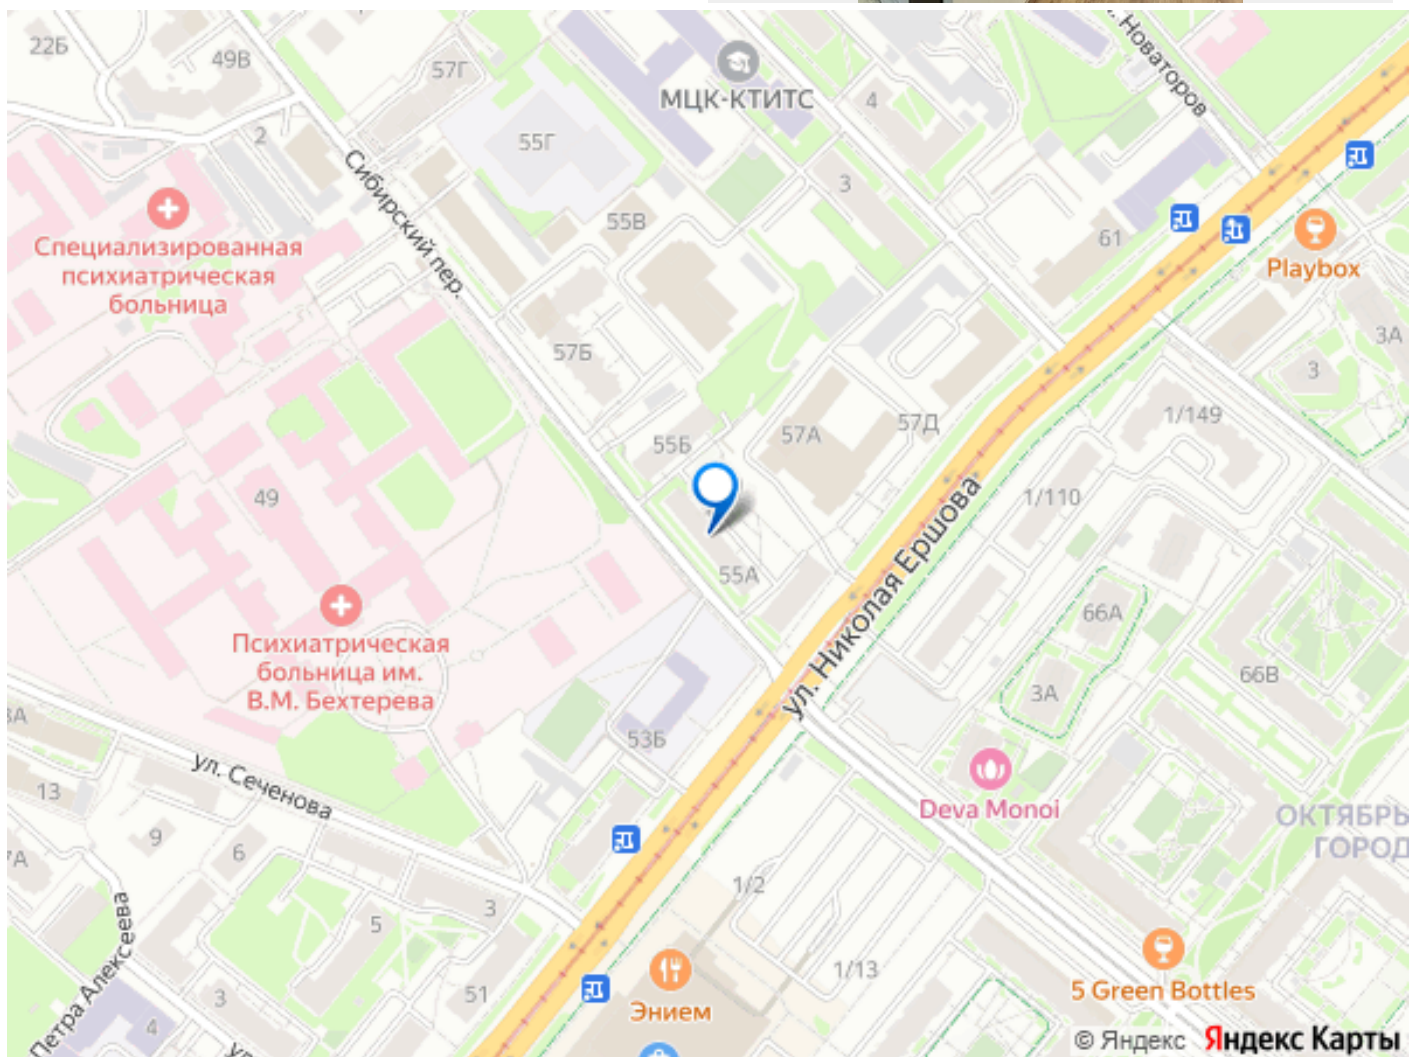 22Б
49В
57Г
МЦК-КТИТС
4
. Новаторов
2
55Г
Сибирский пер.
3
55В
61
Специализированная
психиатрическая
больница
Playbox
3А
3
57Б
1/149
55Б
57А
57Д
49
1/110
ул. Николая Ершова
55А
66А
Психиатрическая
больница им.
В.М. Бехтерева
66В
3А
53Б
3А
ул. Сеченова
13
Deva Monoi
ОКТЯБРЬ
ГОРОД
9
6
7А
1/2
3
5
Петра Алексеева
1/13
51
3
4
Энием
5 Green Bottles
ул.
© Яндекс Яндекс Карты